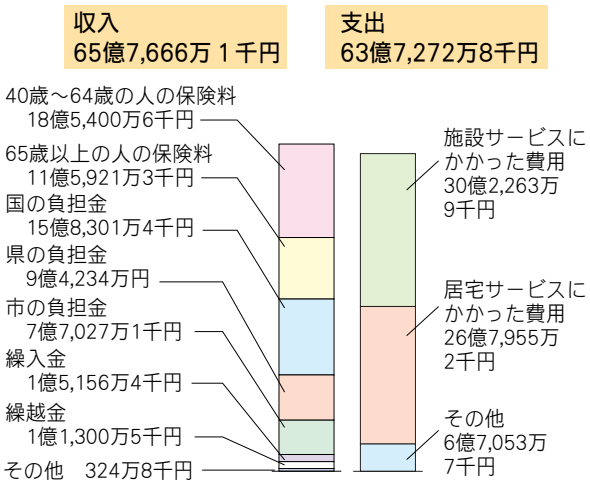 収入
65億7,666万1千円
支出
63億7,272万8千円
40歳～64歳の人の保険料
18億5,400万6千円
65歳以上の人の保険料
11億5,921万3千円
国の負担金
15億8,301万4千円
県の負担金
9億4,234万円
市の負担金
7億7,027万1千円
繰入金
1億5,156万4千円
繰越金
1億1,300万5千円
その他 324万8千円
施設サービスに
かかった費用
30億2,263万
9千円
居宅サービスに
かかった費用
26億7,955万
2千円
その他
6億7,053万
7千円